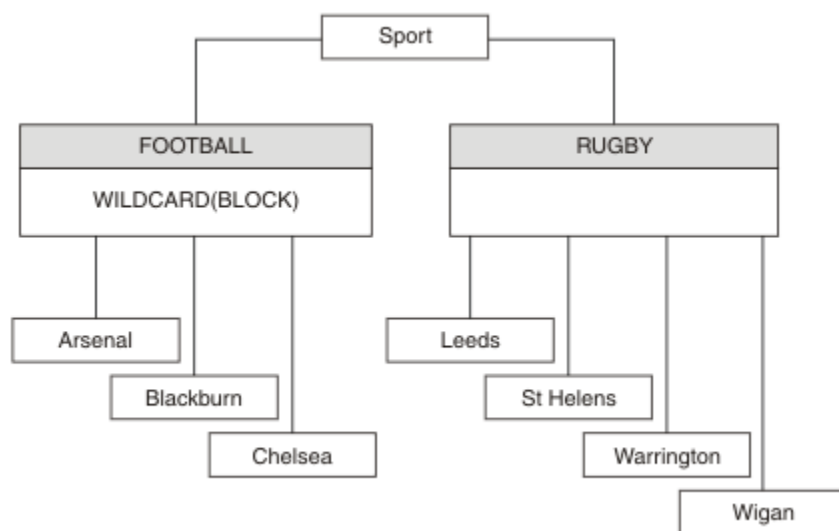 Sport
FOOTBALL
RUGBY
WILDCARD(BLOCK)
Arsenal
Leeds
Blackburn
St Helens
Chelsea
Warrington
Wigan